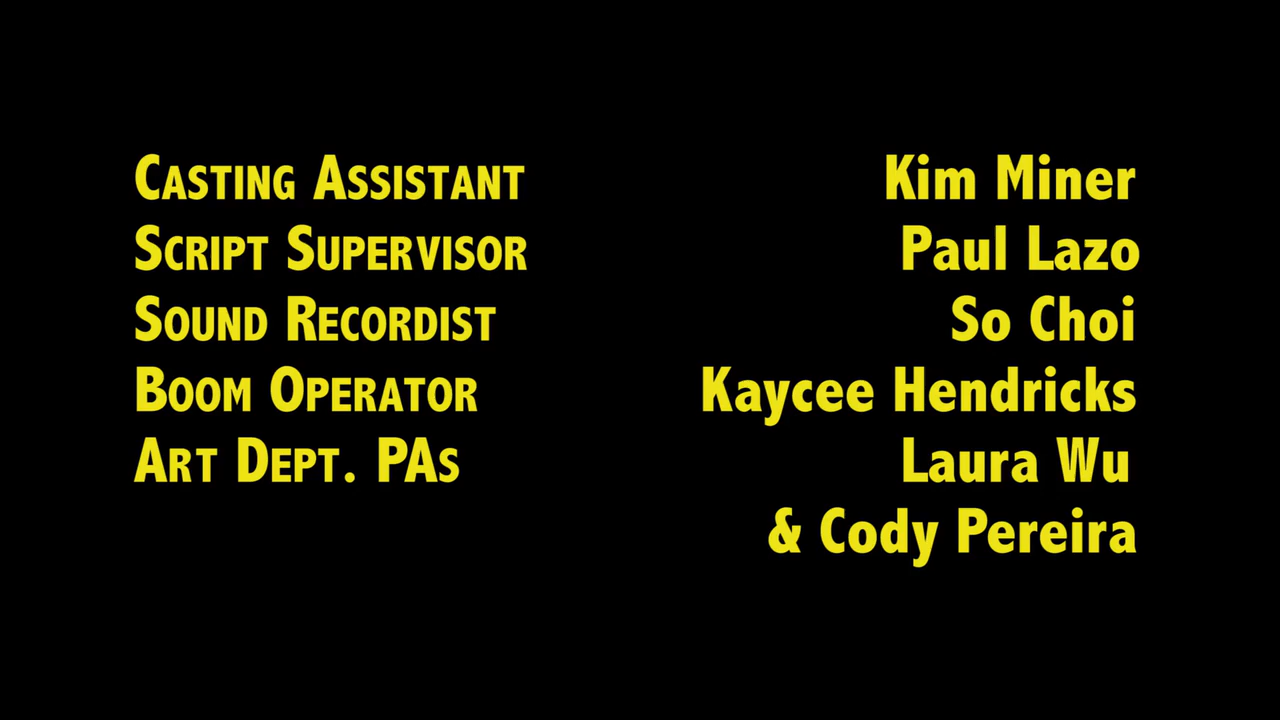 Casting Assistant Kim Miner
Script Supervisor Paul Lazo
Sound Recordist So Choi
Boom Operator Kaycee Hendricks
Art Dept. PAs Laura Wu
& Cody Pereira